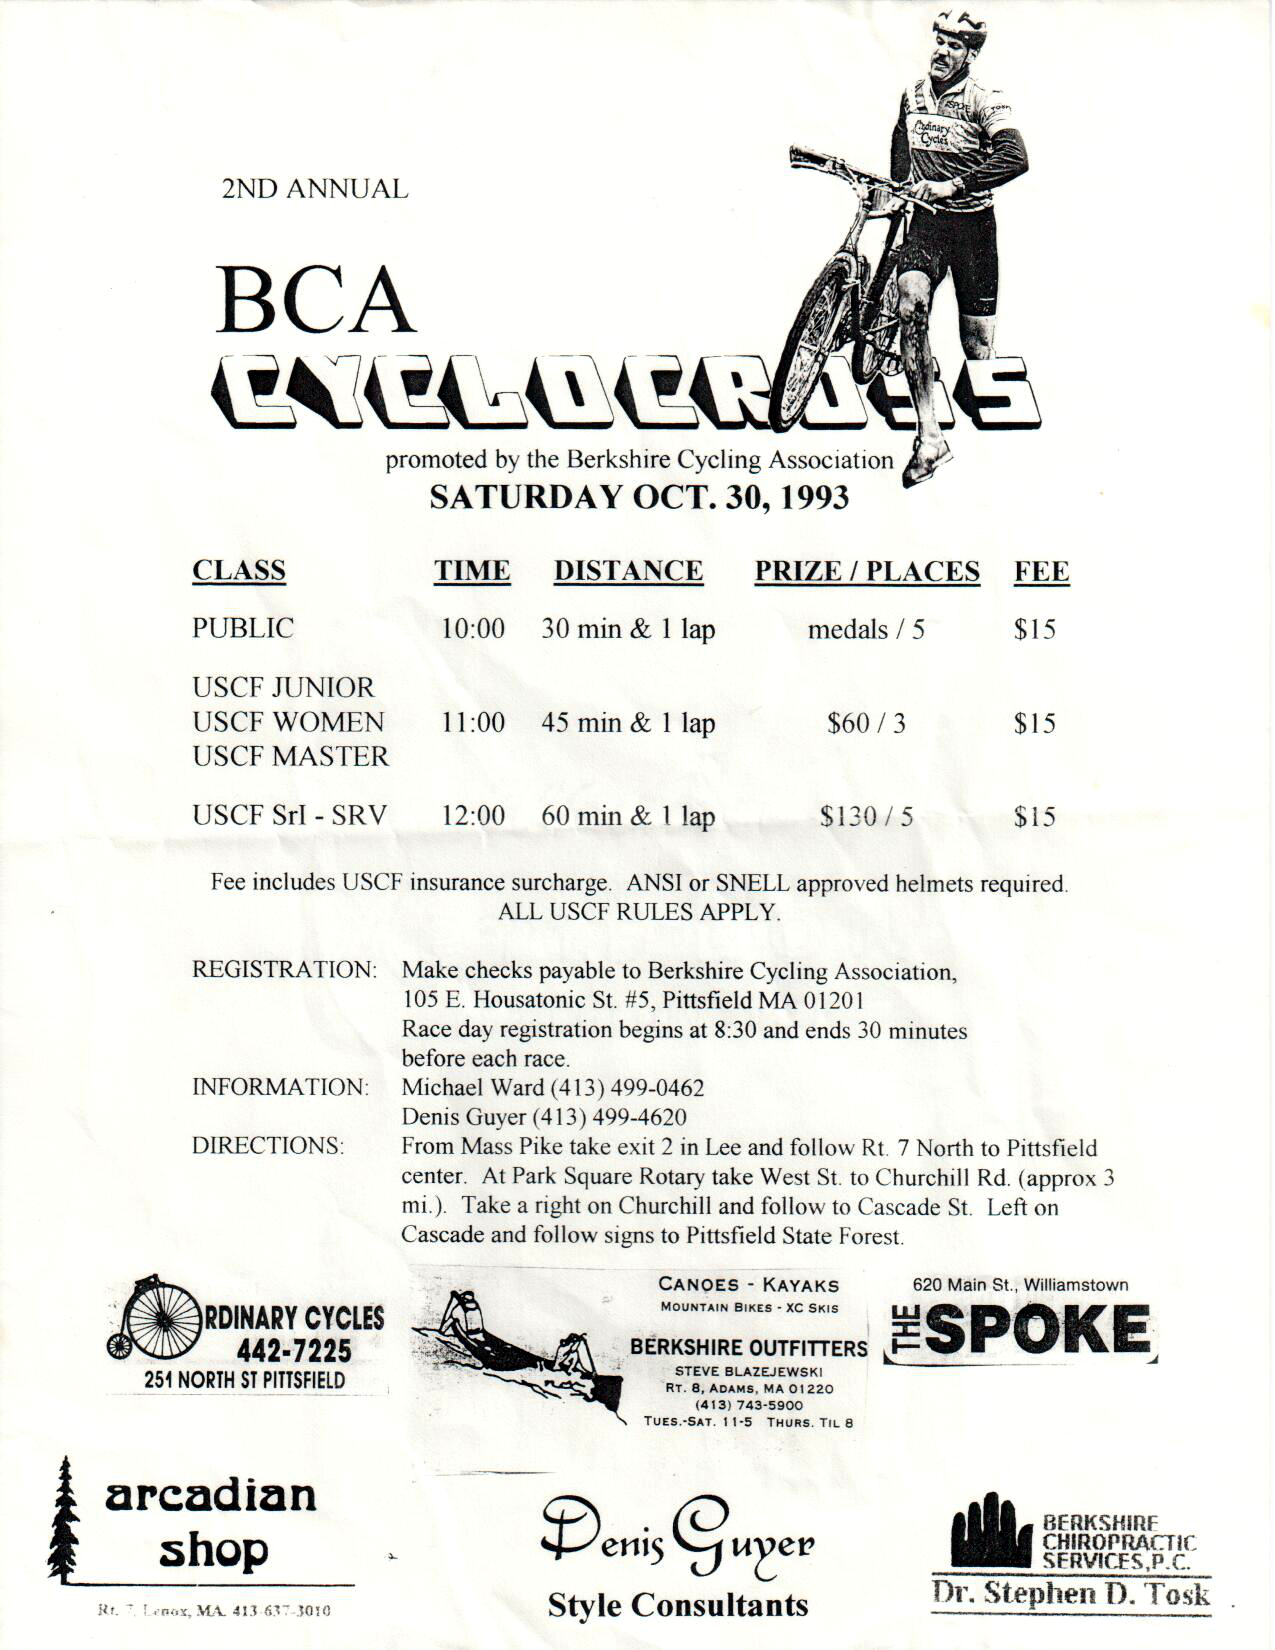 2ND ANNUAL
BCA
CYCLOCROSS
SPOKE
TOSK
Ordinary
Cycles
promoted by the Berkshire Cycling Association
SATURDAY OCT. 30, 1993
CLASS TIME DISTANCE PRIZE / PLACES FEE
PUBLIC 10:00 30 min & 1 lap medals / 5 $15
USCF JUNIOR
USCF WOMEN 11:00 45 min & 1 lap $60 / 3 $15
USCF MASTER
USCF SrI - SRV 12:00 60 min & 1 lap $130 / 5 $15
Fee includes USCF insurance surcharge. ANSI or SNELL approved helmets required.
ALL USCF RULES APPLY.
REGISTRATION: Make checks payable to Berkshire Cycling Association,
105 E. Housatonic St. #5, Pittsfield MA 01201
Race day registration begins at 8:30 and ends 30 minutes
before each race.
INFORMATION: Michael Ward (413) 499-0462
Denis Guyer (413) 499-4620
DIRECTIONS: From Mass Pike take exit 2 in Lee and follow Rt. 7 North to Pittsfield
center. At Park Square Rotary take West St. to Churchill Rd. (approx 3
mi.). Take a right on Churchill and follow to Cascade St. Left on
Cascade and follow signs to Pittsfield State Forest.
ORDINARY CYCLES
442-7225
251 NORTH ST PITTSFIELD
CANOES - KAYAKS
MOUNTAIN BIKES - XC SKIS
BERKSHIRE OUTFITTERS
STEVE BLAZEJEWSKI
RT. 8, ADAMS, MA 01220
(413) 743-5900
TUES.-SAT. 11-5 THURS. TIL 8
620 Main St., Williamstown
THE SPOKE
arcadian
shop
Rt. 7, Lenox, MA. 413-637-3010
Denis Guyer
Style Consultants
BERKSHIRE
CHIROPRACTIC
SERVICES, P.C.
Dr. Stephen D. Tosk